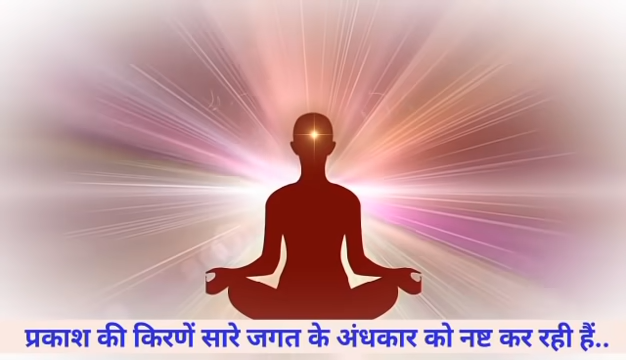 प्रकाश की किरणें सारे जगत के अंधकार को नष्ट कर रही हैं..